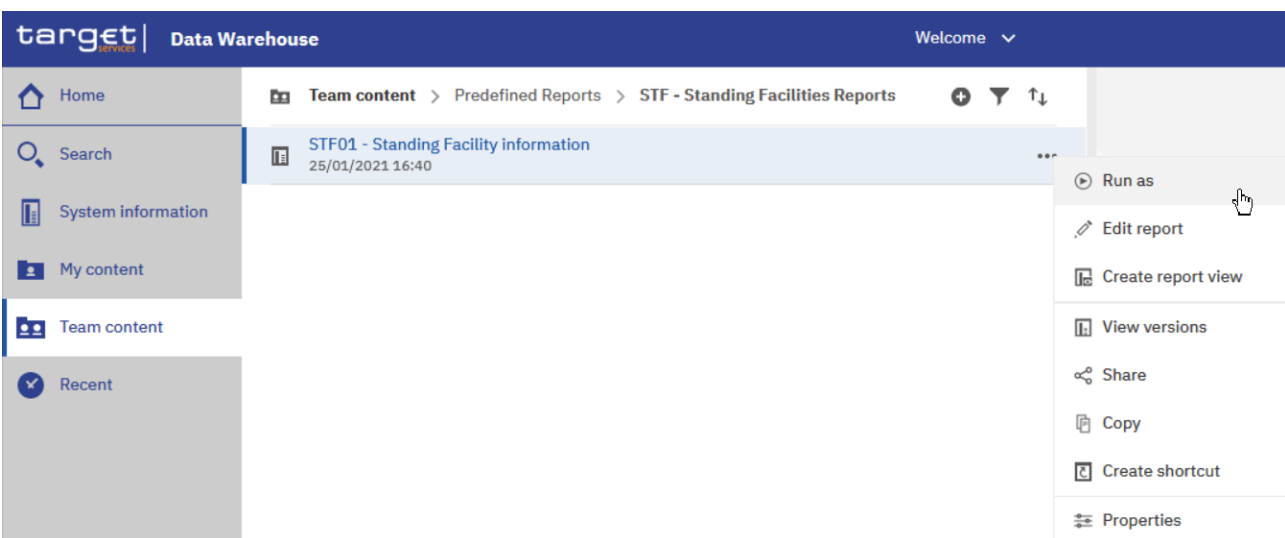 target services | Data Warehouse
Welcome
Home
Search
System information
My content
Team content
Recent
Team content > Predefined Reports > STF - Standing Facilities Reports
STF01 - Standing Facility information
25/01/2021 16:40
Run as
Edit report
Create report view
View versions
Share
Copy
Create shortcut
Properties